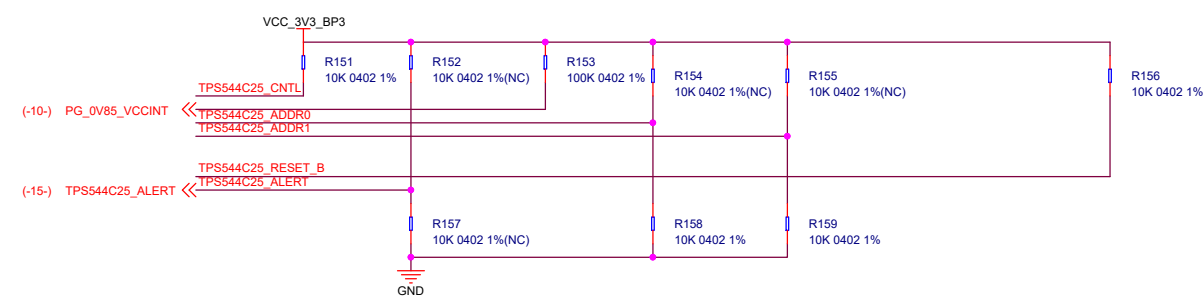 VCC_3V3_BP3
R151
10K 0402 1%
R152
10K 0402 1%(NC)
R153
100K 0402 1%
R154
10K 0402 1%(NC)
R155
10K 0402 1%(NC)
R156
10K 0402 1%
TPS544C25_CNTL
(-10-) PG_0V85_VCCINT
TPS544C25_ADDR0
TPS544C25_ADDR1
TPS544C25_RESET_B
(-15-) TPS544C25_ALERT
TPS544C25_ALERT
R157
10K 0402 1%(NC)
R158
10K 0402 1%
R159
10K 0402 1%
GND